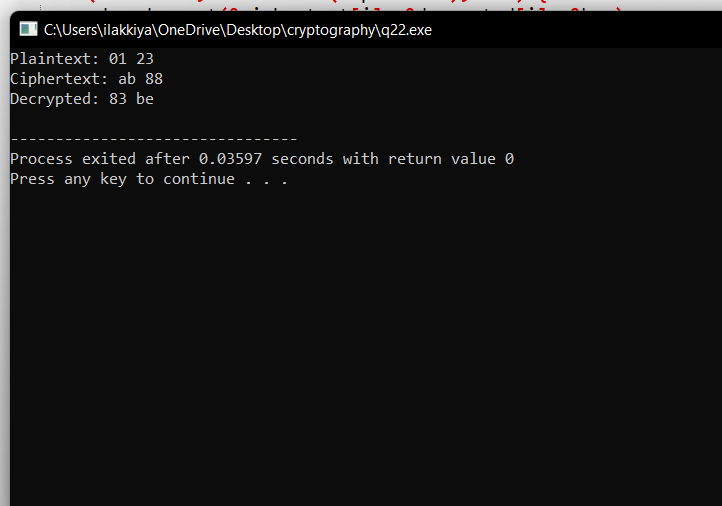 C:\Users\ilakkiya\OneDrive\Desktop\cryptography\q22.exe
Plaintext: 01 23
Ciphertext: ab 88
Decrypted: 83 be
--------------------------------
Process exited after 0.03597 seconds with return value 0
Press any key to continue . . .